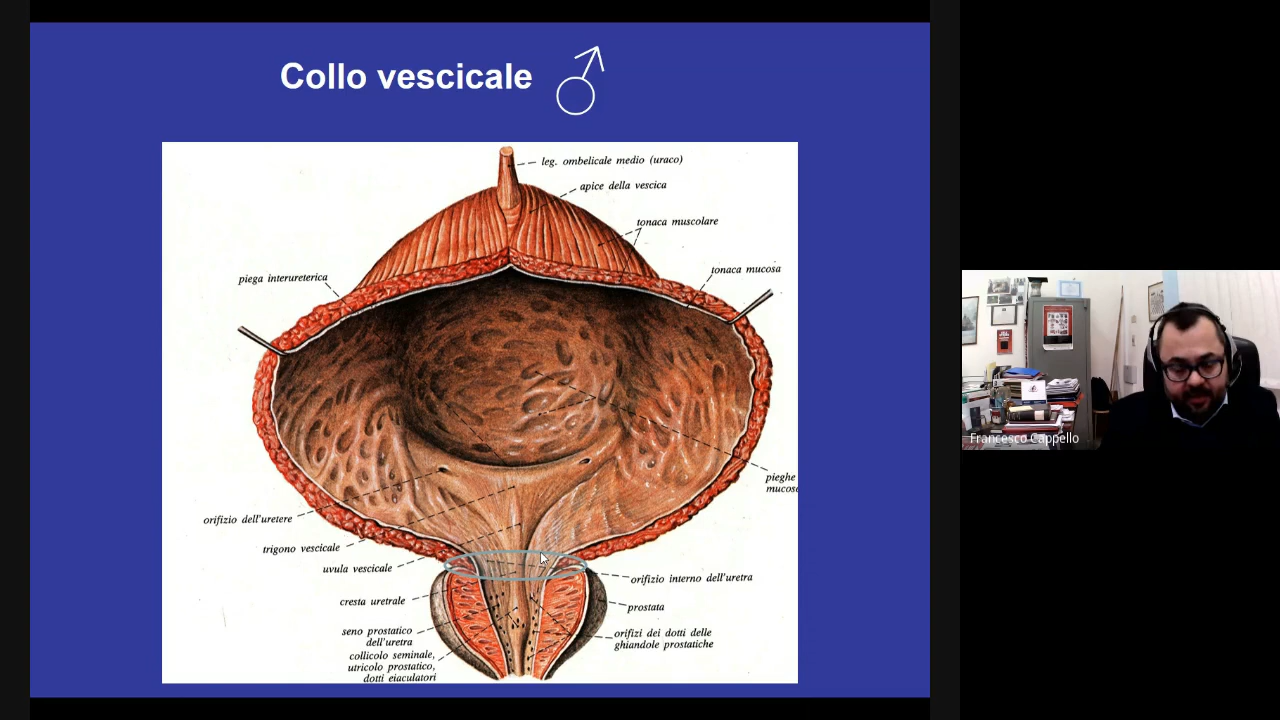 Collo vescicale
leg. ombelicale medio (uraco)
apice della vescica
tonaca muscolare
tonaca mucosa
piega interureterica
pieghe
mucose
orifizio dell'uretere
trigono vescicale
uvula vescicale
orifizio interno dell'uretra
cresta uretrale
prostata
seno prostatico
dell'uretra
orifizi dei dotti delle
ghiandole prostatiche
collicolo seminale,
utricolo prostatico,
dotti eiaculatori
Francesco Cappello